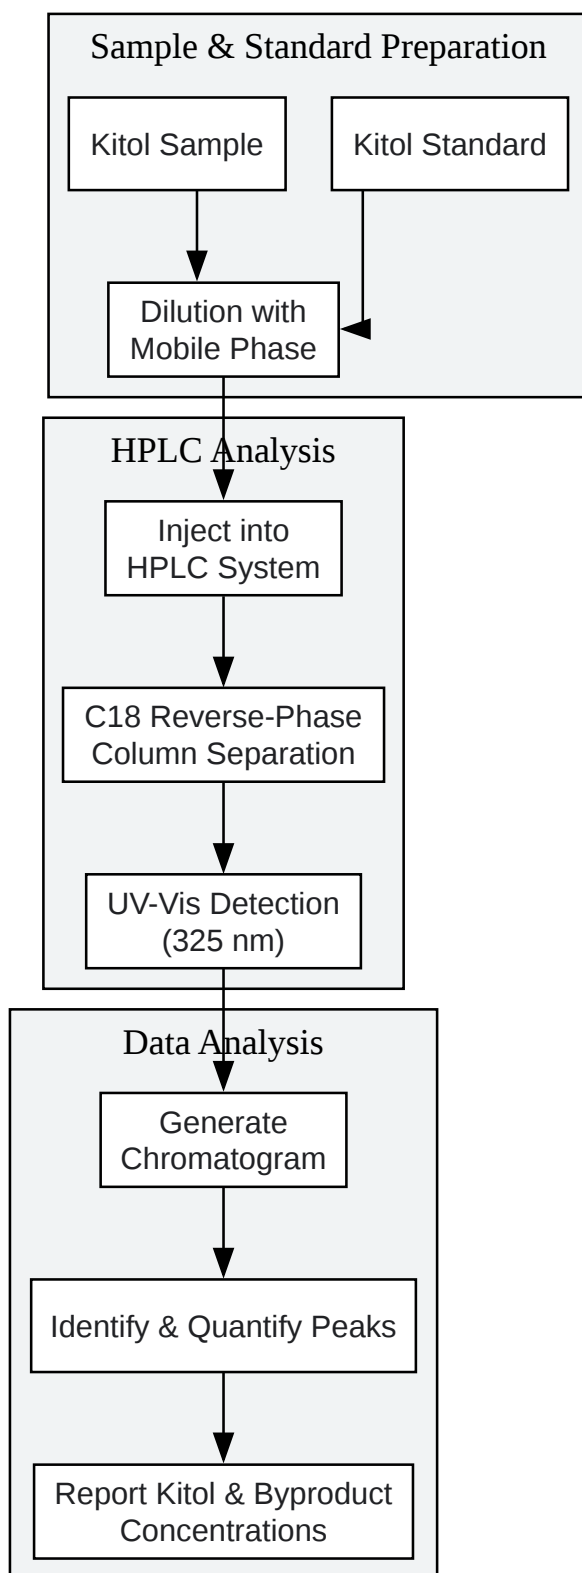 Sample & Standard Preparation
Kitol Sample
Kitol Standard
Dilution with
Mobile Phase
HPLC Analysis
Inject into
HPLC System
C18 Reverse-Phase
Column Separation
UV-Vis Detection
(325 nm)
Data Analysis
Generate
Chromatogram
Identify & Quantify Peaks
Report Kitol & Byproduct
Concentrations